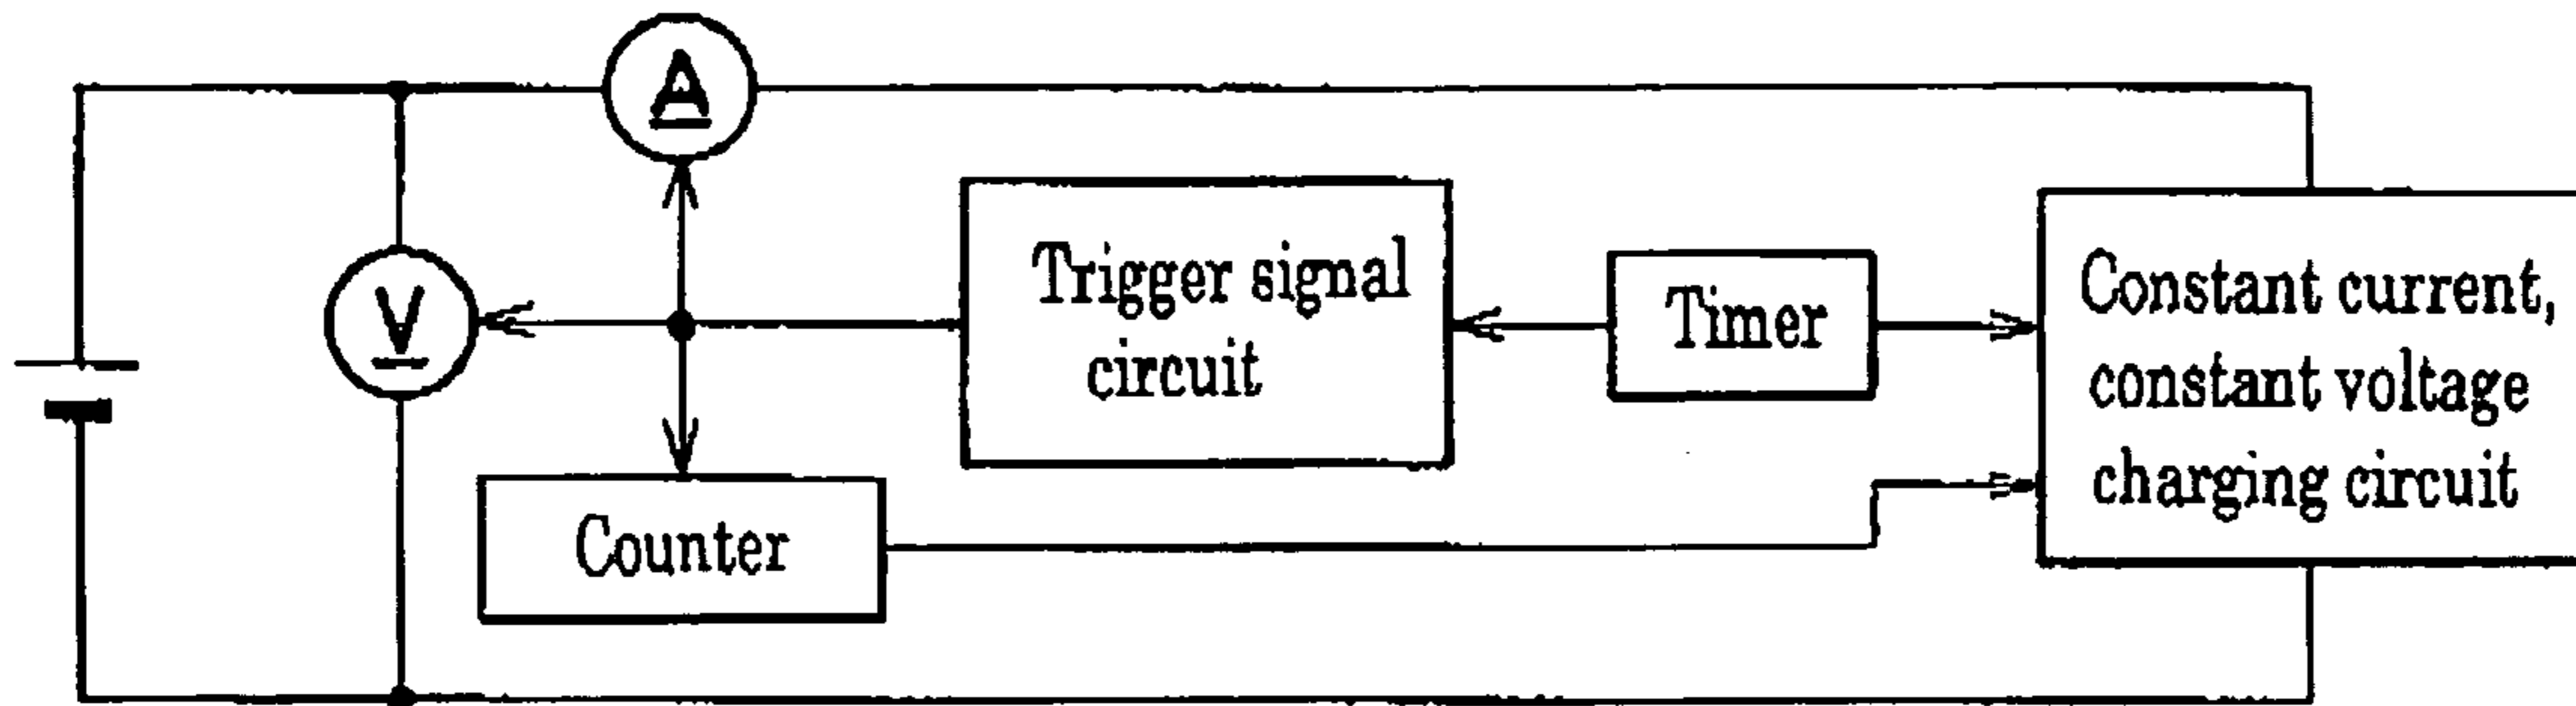 A
V
Trigger signal
circuit
Timer
Constant current,
constant voltage
charging circuit
Counter